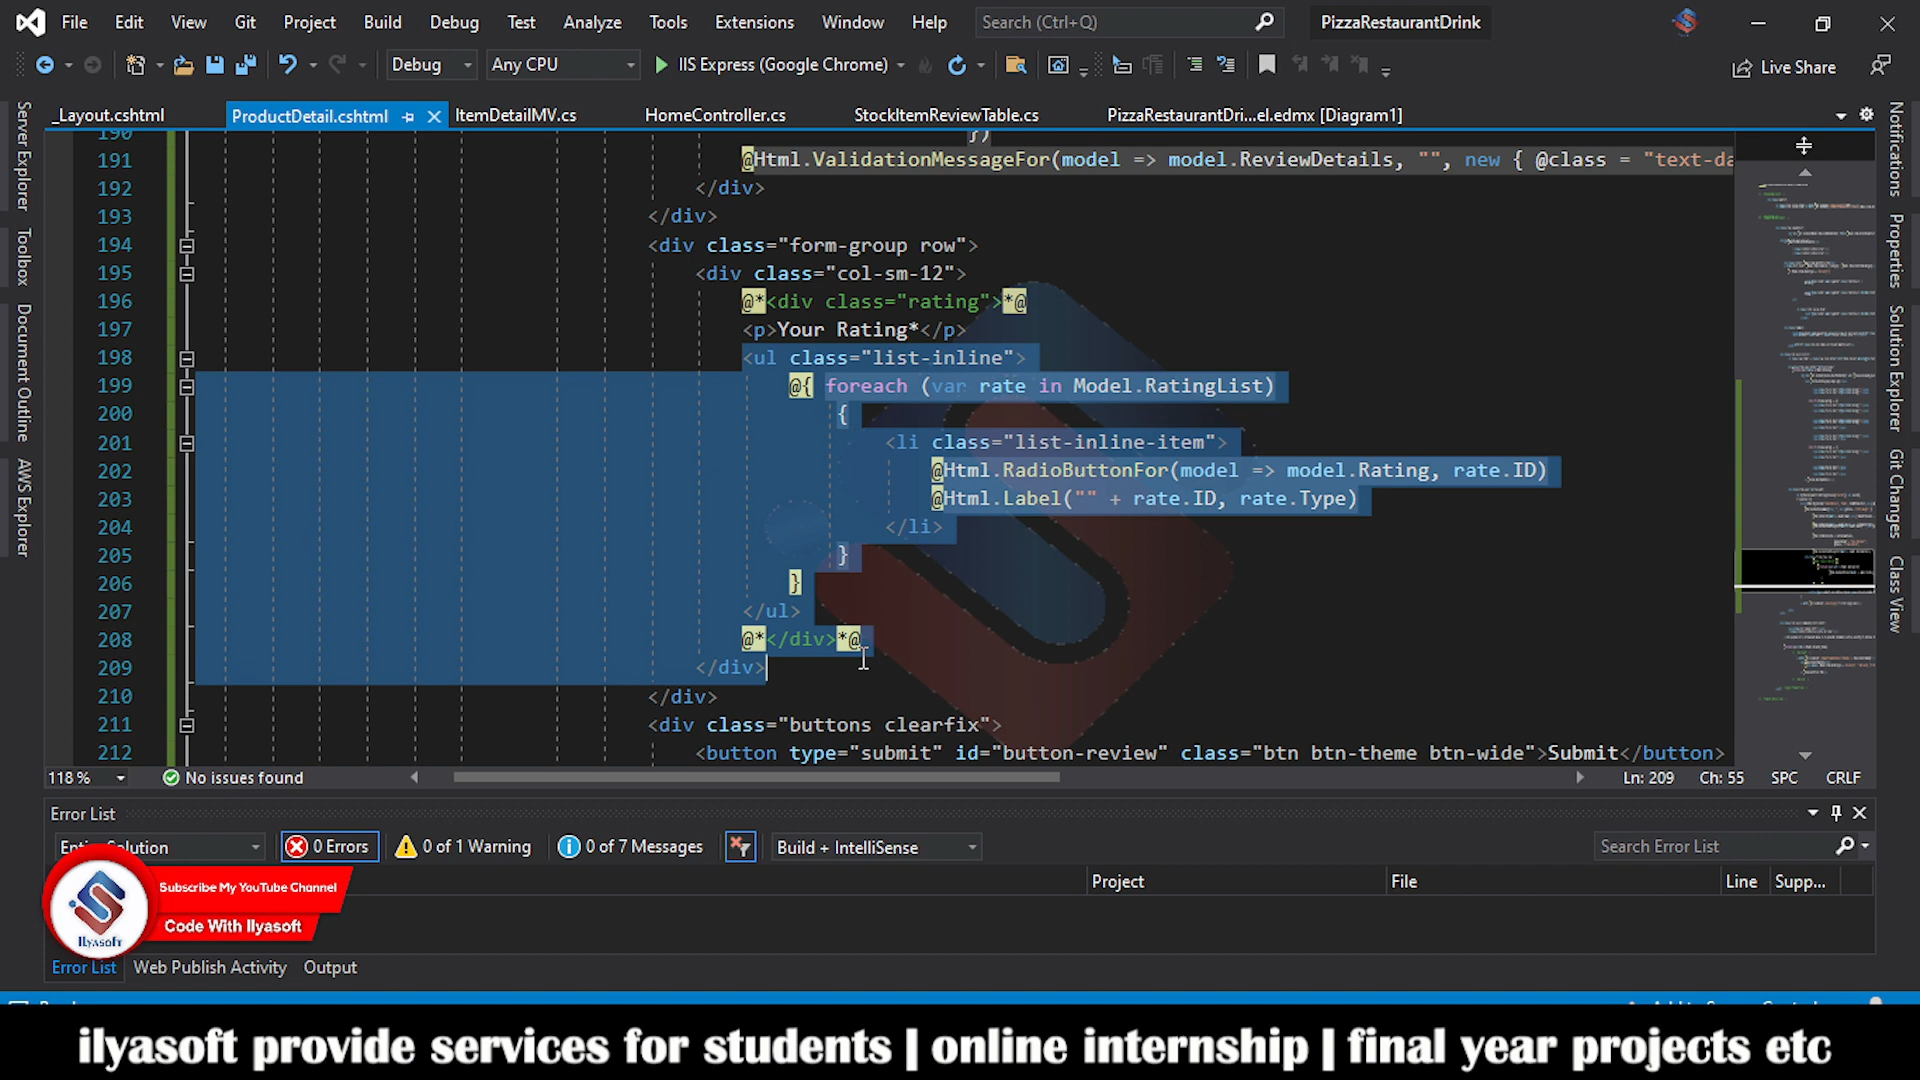 File Edit View Git Project Build Debug Test Analyze Tools Extensions Window Help Search (Ctrl+Q) PizzaRestaurantDrink
Debug Any CPU IIS Express (Google Chrome) Live Share
_Layout.cshtml ProductDetail.cshtml ItemDetailMV.cs HomeController.cs StockItemReviewTable.cs PizzaRestaurantDri...el.edmx [Diagram1]
Server Explorer
Toolbox
Document Outline
AWS Explorer
190 })
191 @Html.ValidationMessageFor(model => model.ReviewDetails, "", new { @class = "text-da
192 </div>
193 </div>
194 <div class="form-group row">
195 <div class="col-sm-12">
196 @*<div class="rating">*@
197 <p>Your Rating*</p>
198 <ul class="list-inline">
199 @{ foreach (var rate in Model.RatingList)
200 {
201 <li class="list-inline-item">
202 @Html.RadioButtonFor(model => model.Rating, rate.ID)
203 @Html.Label("" + rate.ID, rate.Type)
204 </li>
205 }
206 }
207 </ul>
208 @*</div>*@
209 </div>
210 </div>
211 <div class="buttons clearfix">
212 <button type="submit" id="button-review" class="btn btn-theme btn-wide">Submit</button>
Notifications
Properties
Solution Explorer
Git Changes
Class View
118 % No issues found Ln: 209 Ch: 55 SPC CRLF
Error List
0 Errors 0 of 1 Warning 0 of 7 Messages Build + IntelliSense Search Error List
Project File Line Supp...
Subscribe My YouTube Channel
Code With Ilyasoft
Ilyasoft
Error List Web Publish Activity Output
ilyasoft provide services for students | online internship | final year projects etc